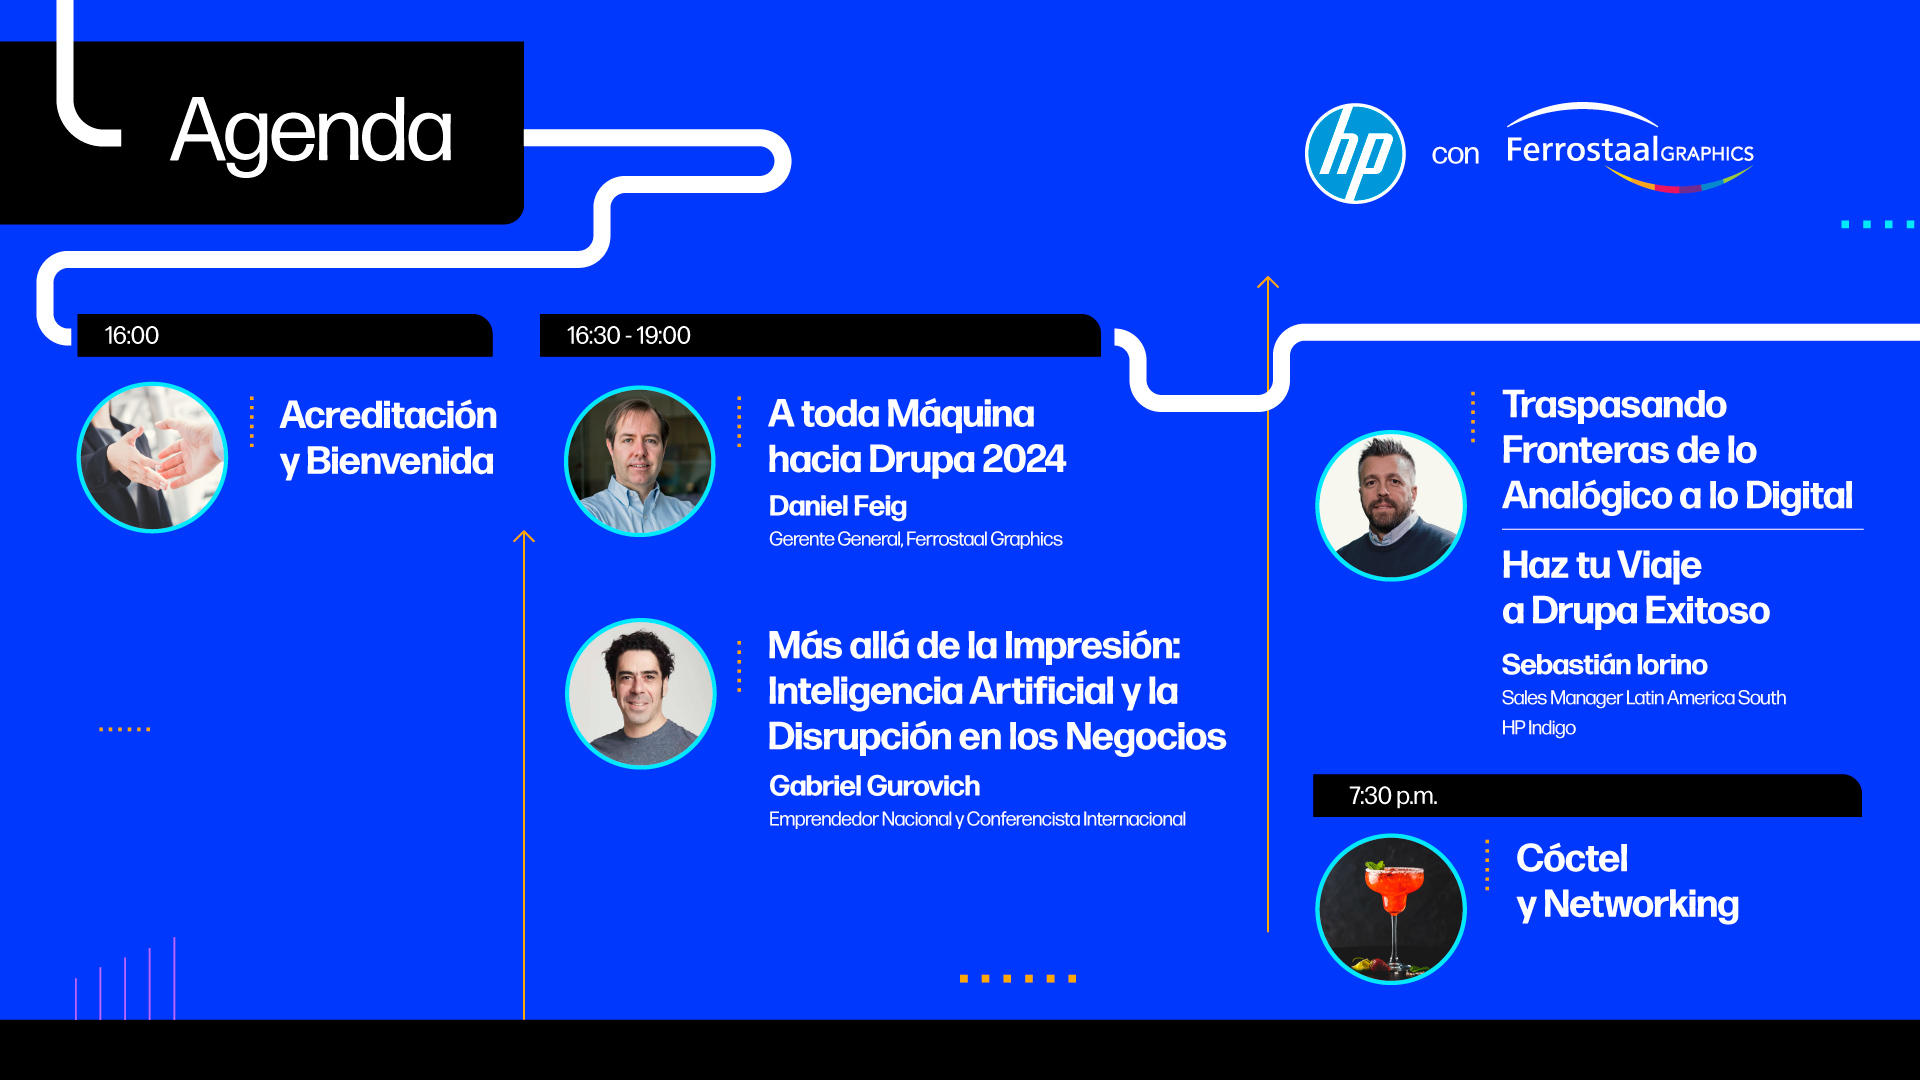 Agenda
hp con Ferrostaal GRAPHICS
16:00
Acreditación
y Bienvenida
16:30 - 19:00
A toda Máquina
hacia Drupa 2024
Daniel Feig
Gerente General, Ferrostaal Graphics
Más allá de la Impresión:
Inteligencia Artificial y la
Disrupción en los Negocios
Gabriel Gurovich
Emprendedor Nacional y Conferencista Internacional
Traspasando
Fronteras de lo
Analógico a lo Digital
Haz tu Viaje
a Drupa Exitoso
Sebastián Iorino
Sales Manager Latin America South
HP Indigo
7:30 p.m.
Cóctel
y Networking